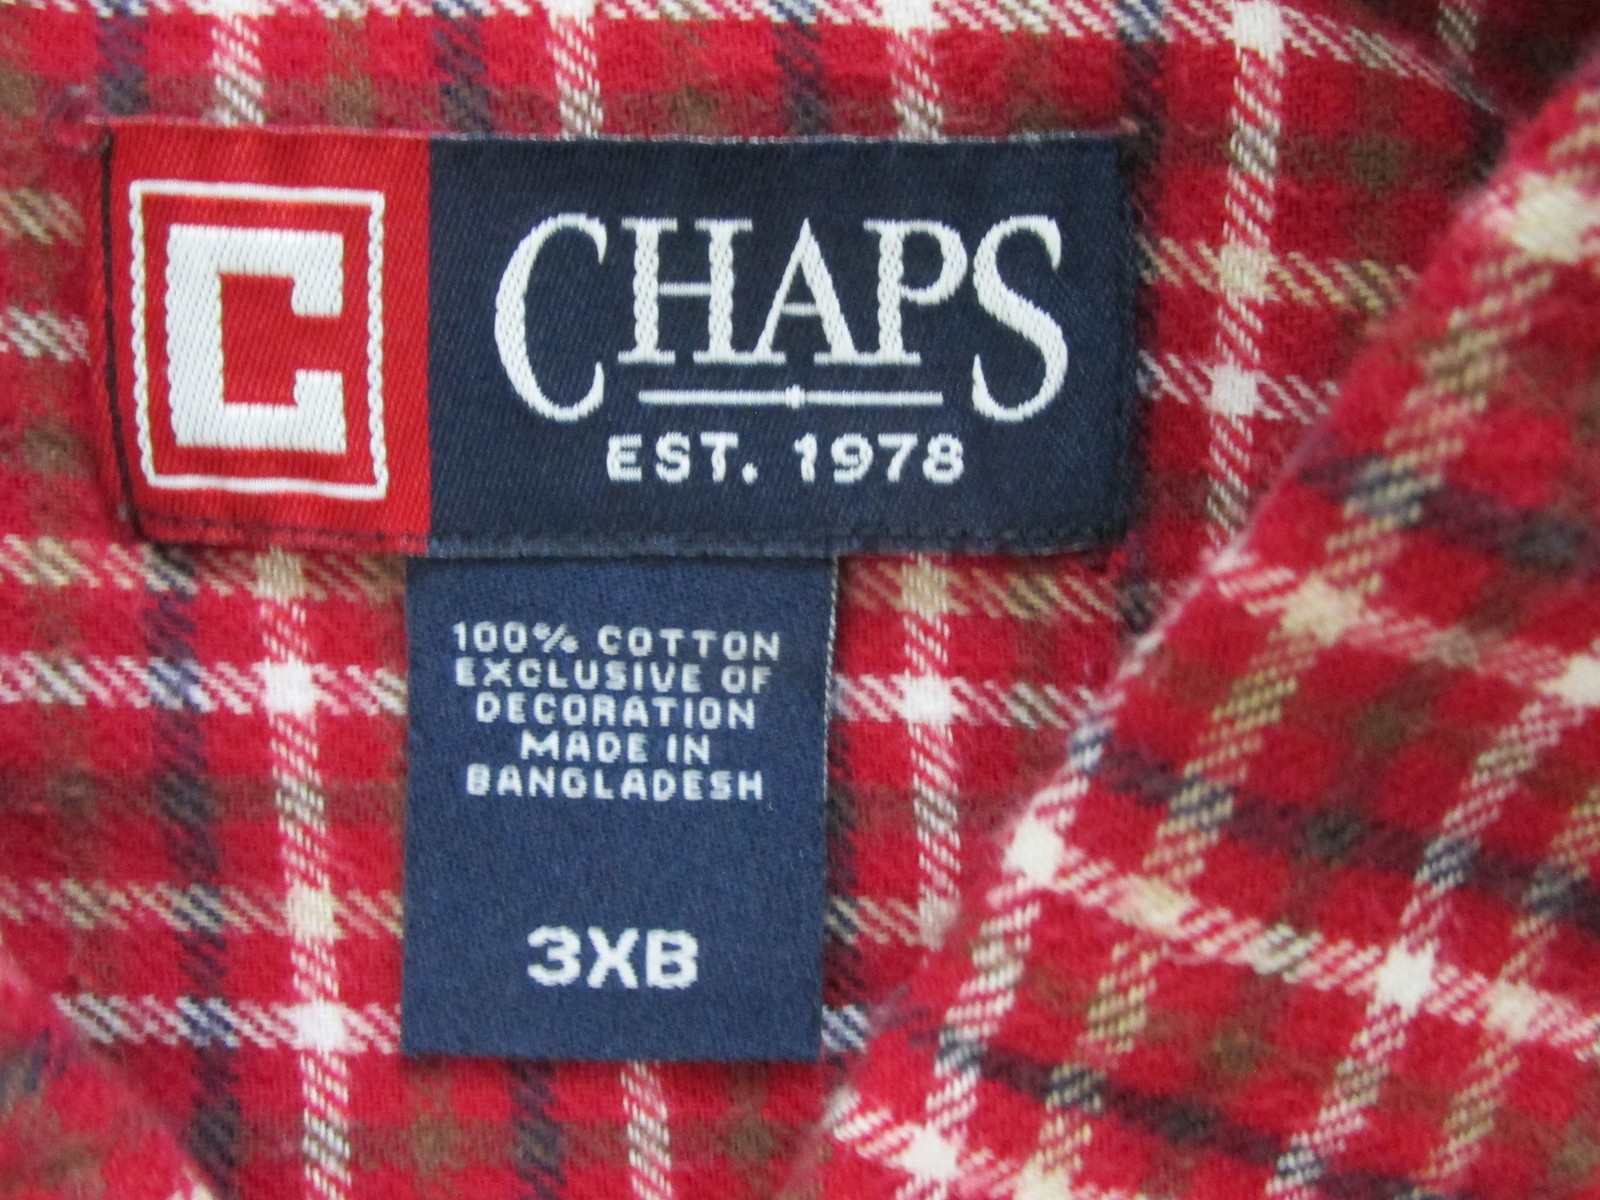 C
CHAPS
EST. 1978
100% COTTON
EXCLUSIVE OF
DECORATION
MADE IN
BANGLADESH
3XB